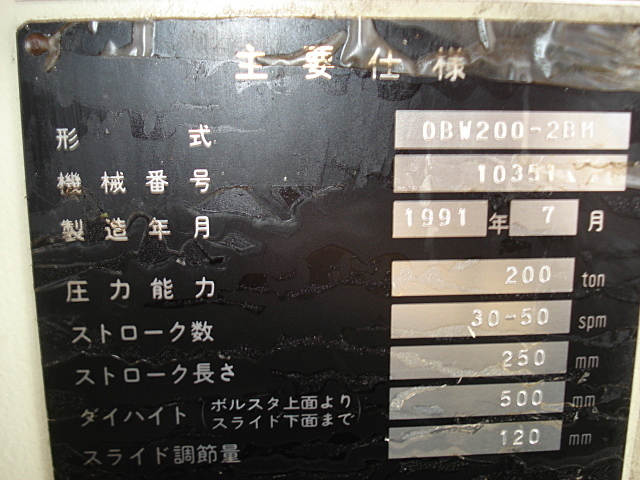 主要仕様
形式 OBW200-2BM
機械番号 10351
製造年月 1991年7月
圧力能力 200 ton
ストローク数 30-50 spm
ストローク長さ 250 mm
ダイハイト(ボルスタ上面より スライド下面まで) 500 mm
スライド調節量 120 mm